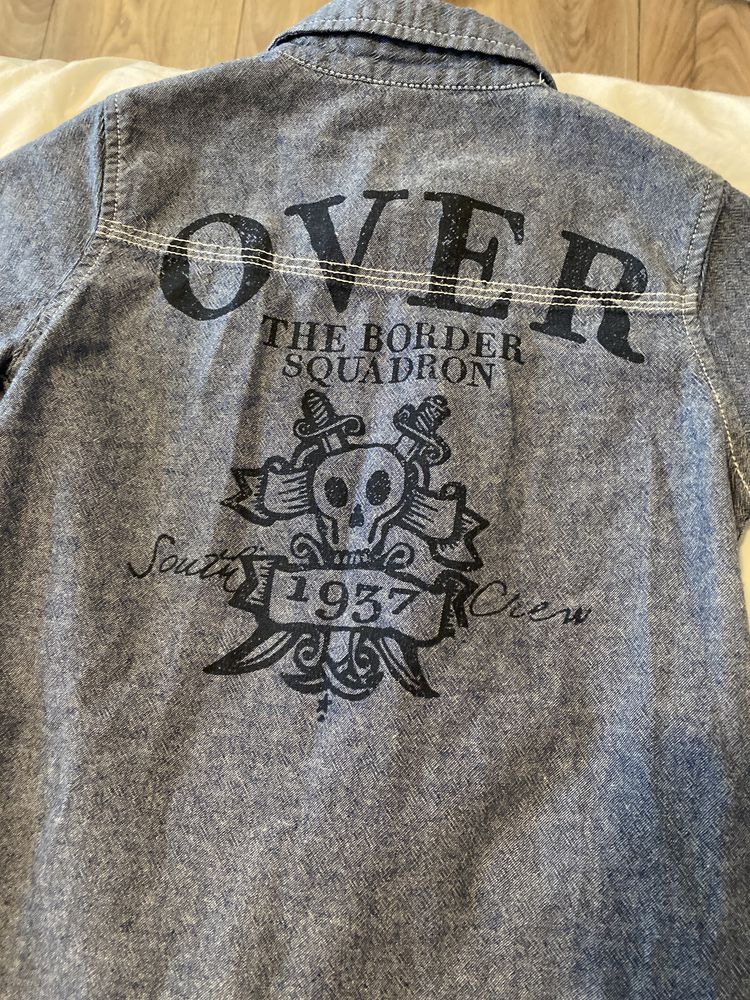 OVER
THE BORDER
SQUADRON
South Crew
1937